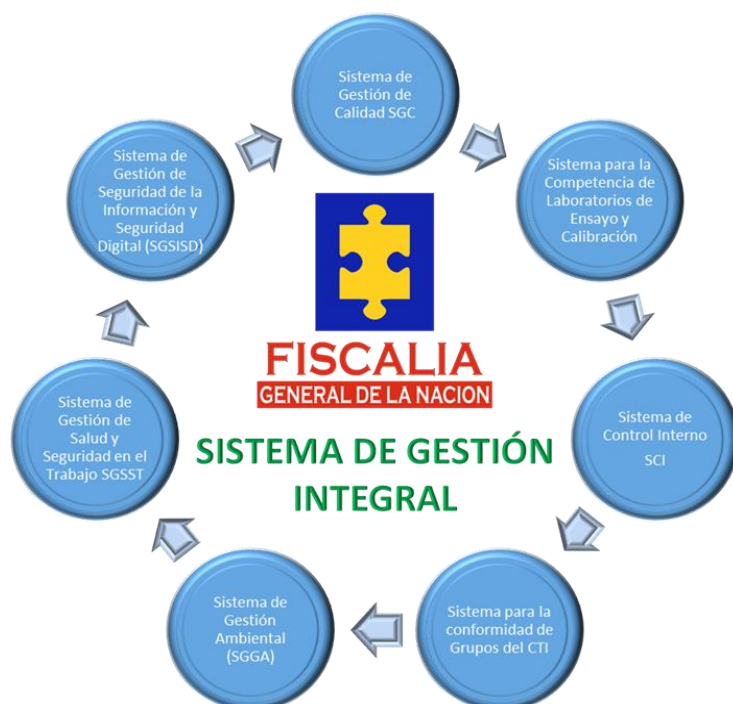 Sistema de
Gestión de
Calidad SGC
Sistema para la
Competencia de
Laboratorios de
Ensayo y
Calibración
Sistema de
Control Interno
SCI
Sistema para la
conformidad de
Grupos del CTI
Sistema de
Gestión
Ambiental
(SGGA)
Sistema de
Gestión de
Salud y
Seguridad en el
Trabajo SGSST
Sistema de
Gestión de
Seguridad de la
Información y
Seguridad
Digital (SGSISD)
FISCALIA
GENERAL DE LA NACION
SISTEMA DE GESTIÓN
INTEGRAL